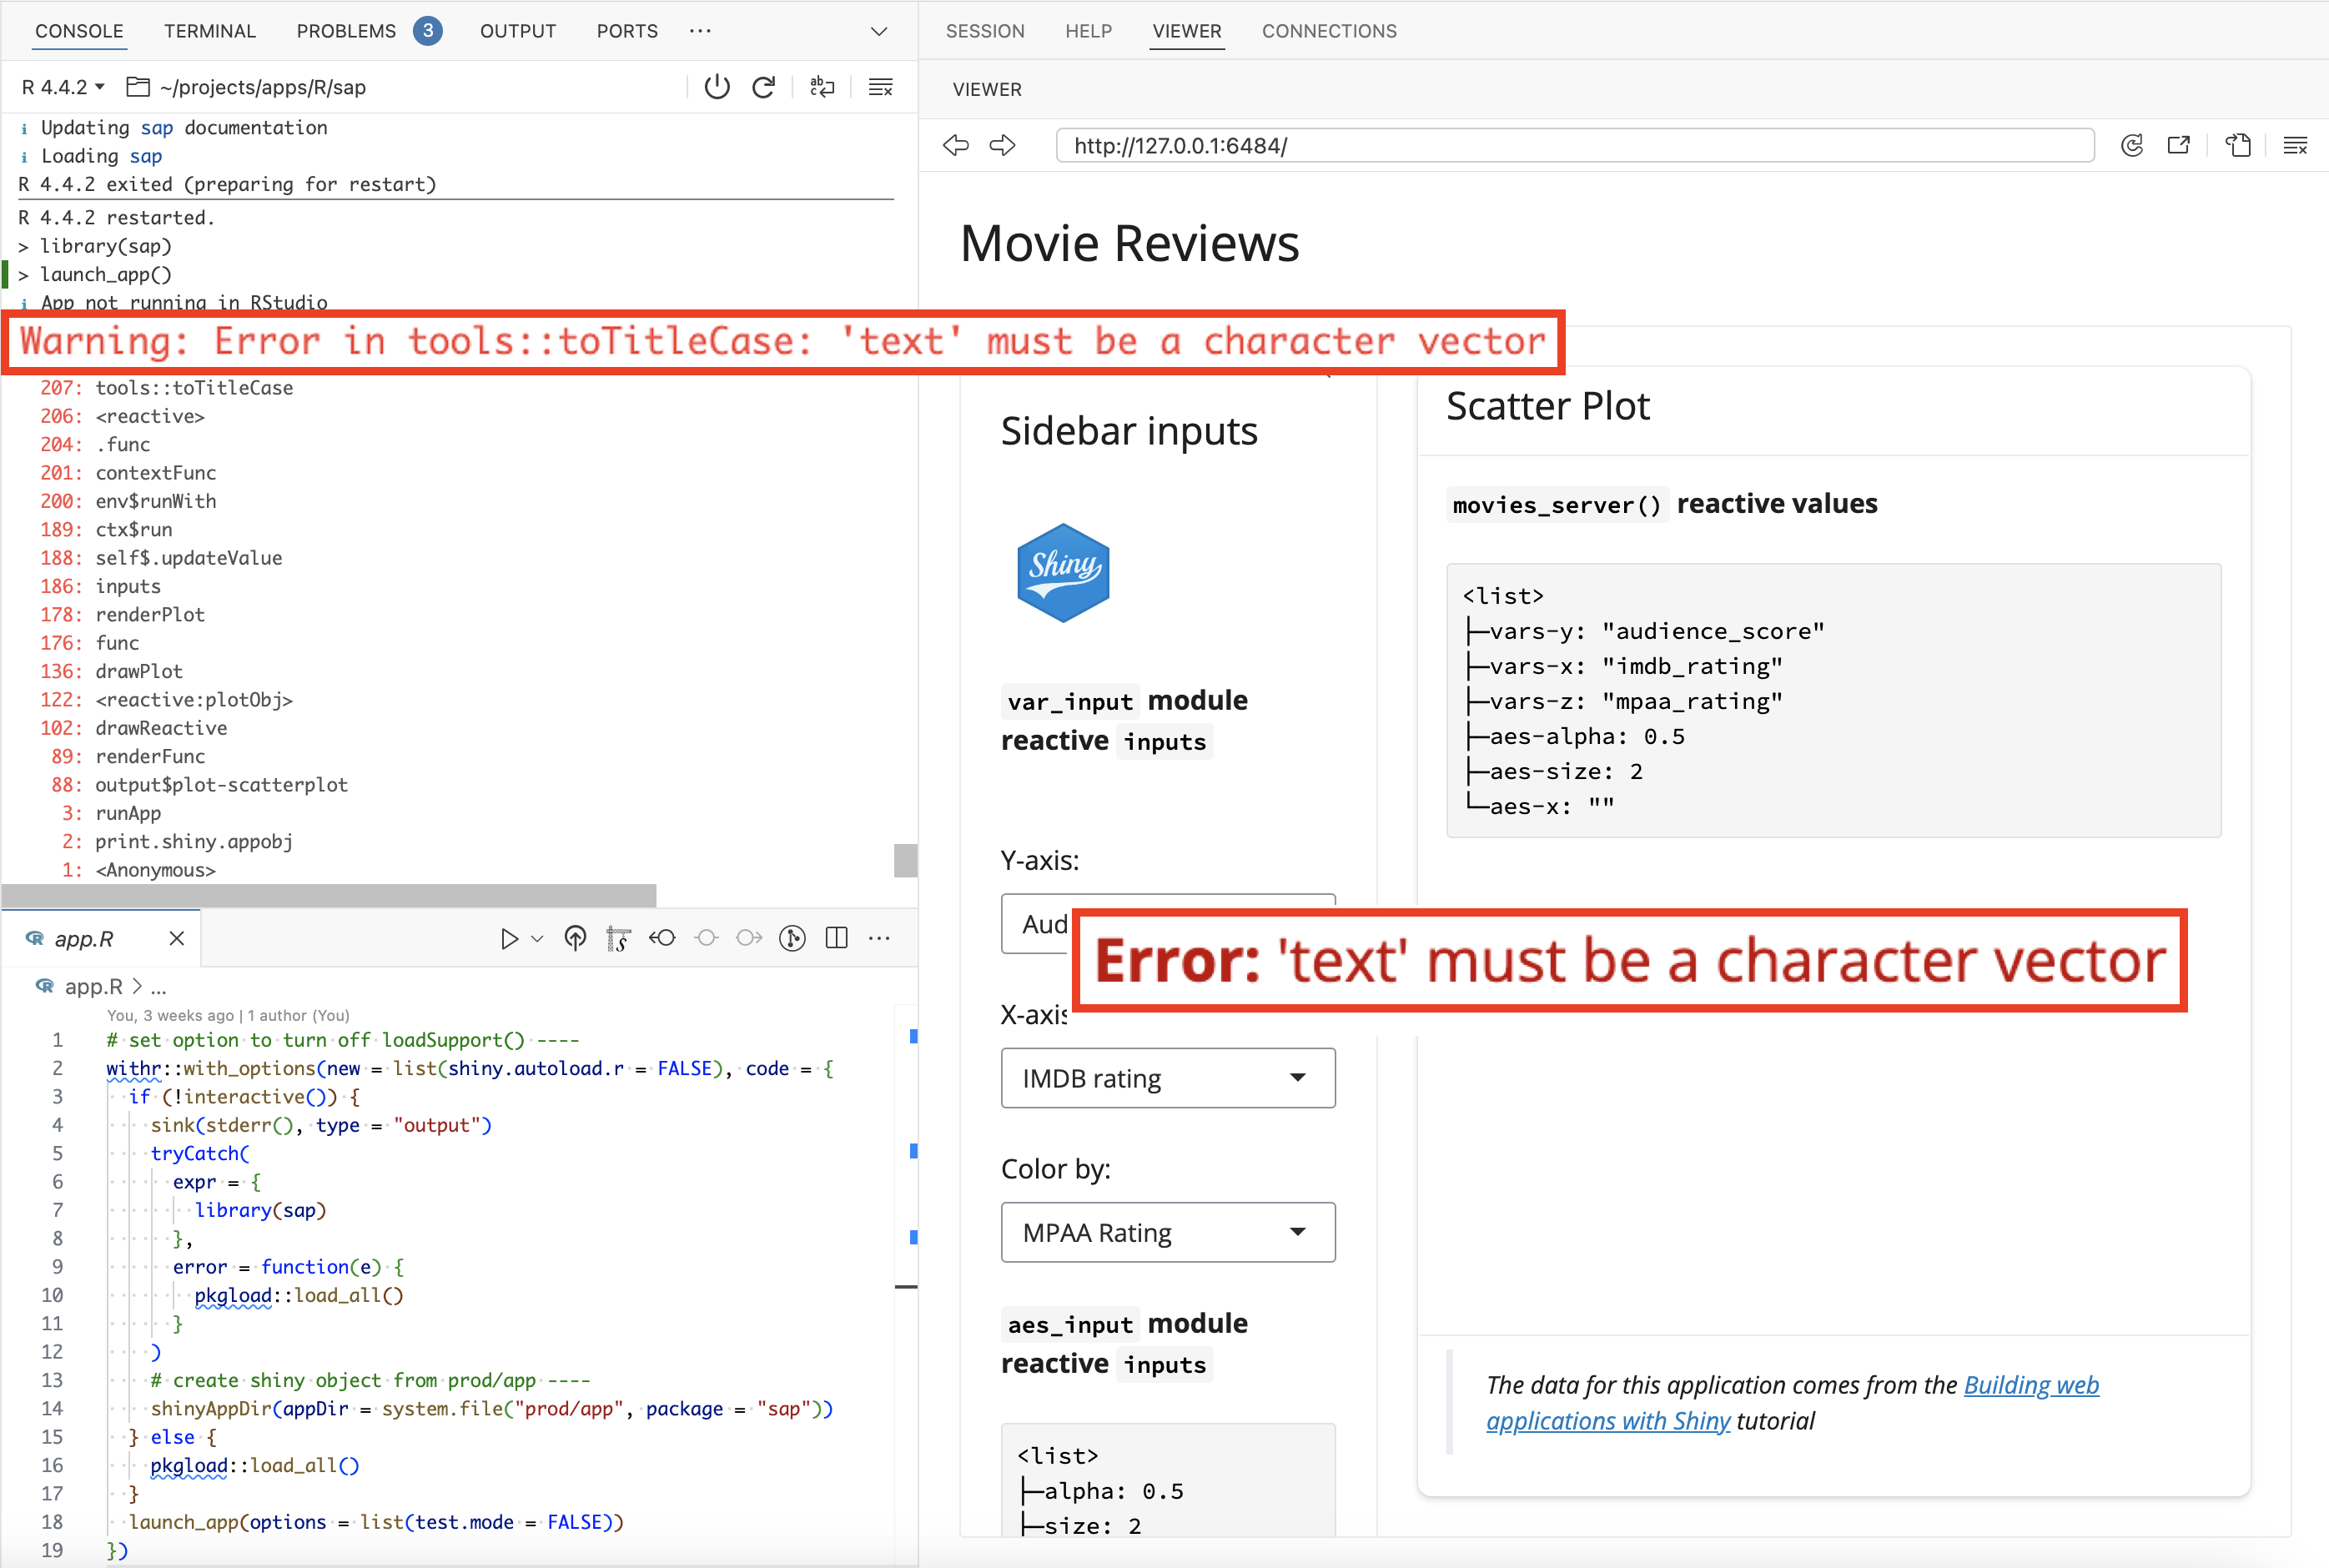 CONSOLE TERMINAL PROBLEMS 3 OUTPUT PORTS ...
R 4.4.2 ~/projects/apps/R/sap
i Updating sap documentation
i Loading sap
R 4.4.2 exited (preparing for restart)
R 4.4.2 restarted.
> library(sap)
> launch_app()
i App not running in RStudio
Warning: Error in tools::toTitleCase: 'text' must be a character vector
207: tools::toTitleCase
206: <reactive>
204: .func
201: contextFunc
200: env$runWith
189: ctx$run
188: self$.updateValue
186: inputs
178: renderPlot
176: func
136: drawPlot
122: <reactive:plotObj>
102: drawReactive
89: renderFunc
88: output$plot-scatterplot
3: runApp
2: print.shiny.appobj
1: <Anonymous>
app.R
app.R > ...
You, 3 weeks ago | 1 author (You)
1 # set option to turn off loadSupport() ----
2 withr::with_options(new = list(shiny.autoload.r = FALSE), code = {
3 if (!interactive()) {
4 sink(stderr(), type = "output")
5 tryCatch(
6 expr = {
7 library(sap)
8 },
9 error = function(e) {
10 pkgload::load_all()
11 }
12 )
13 # create shiny object from prod/app ----
14 shinyAppDir(appDir = system.file("prod/app", package = "sap"))
15 } else {
16 pkgload::load_all()
17 }
18 launch_app(options = list(test.mode = FALSE))
19 })
SESSION HELP VIEWER CONNECTIONS
VIEWER
http://127.0.0.1:6484/
Movie Reviews
Sidebar inputs
Shiny
var_input module
reactive inputs
Y-axis:
Aud
X-axis
IMDB rating
Color by:
MPAA Rating
aes_input module
reactive inputs
<list>
├─alpha: 0.5
├─size: 2
Scatter Plot
movies_server() reactive values
<list>
├─vars-y: "audience_score"
├─vars-x: "imdb_rating"
├─vars-z: "mpaa_rating"
├─aes-alpha: 0.5
├─aes-size: 2
└─aes-x: ""
Error: 'text' must be a character vector
The data for this application comes from the Building web
applications with Shiny tutorial